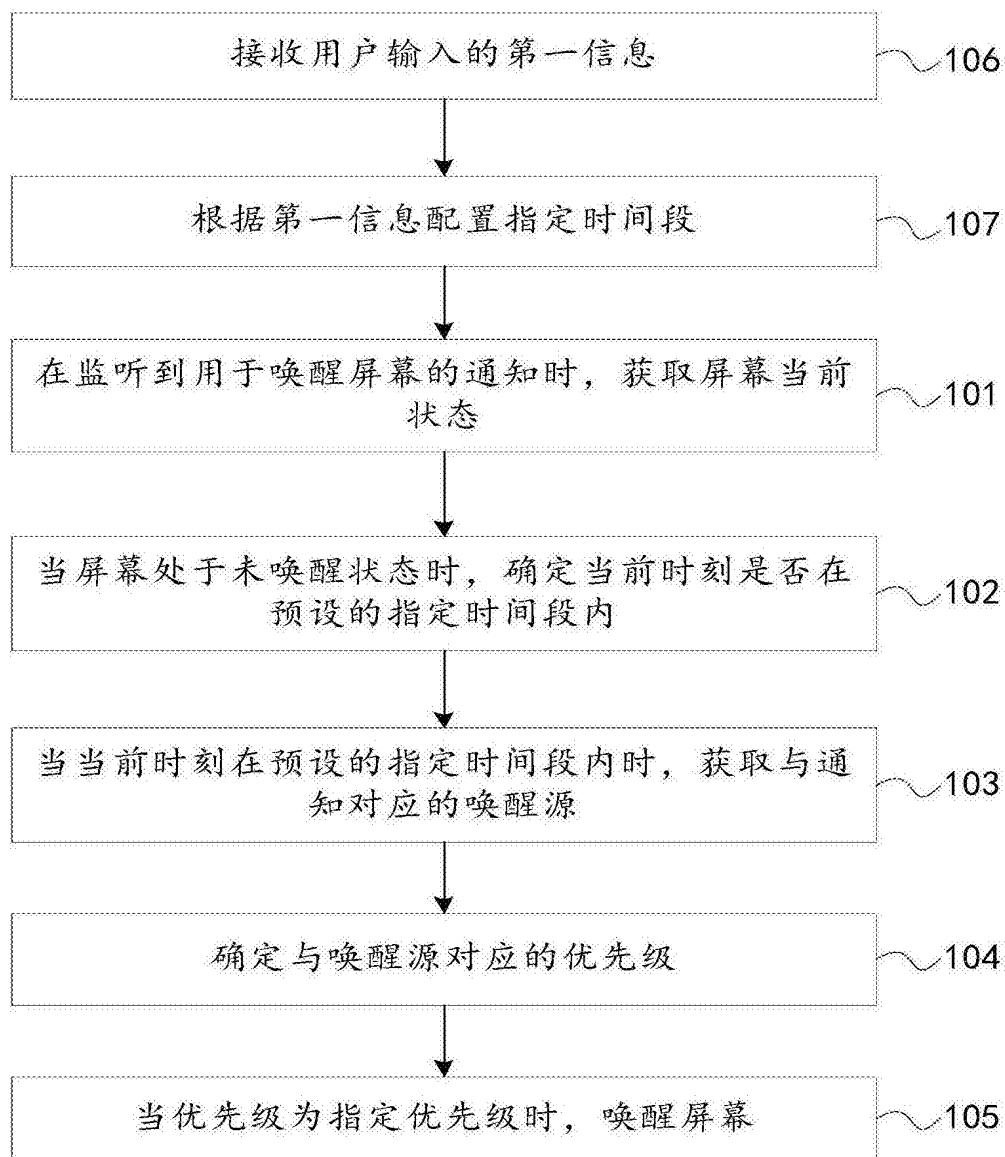 接收用户输入的第一信息
106
根据第一信息配置指定时间段
107
在监听到用于唤醒屏幕的通知时，获取屏幕当前
状态
101
当屏幕处于未唤醒状态时，确定当前时刻是否在
预设的指定时间段内
102
当当前时刻在预设的指定时间段内时，获取与通
知对应的唤醒源
103
确定与唤醒源对应的优先级
104
当优先级为指定优先级时，唤醒屏幕
105